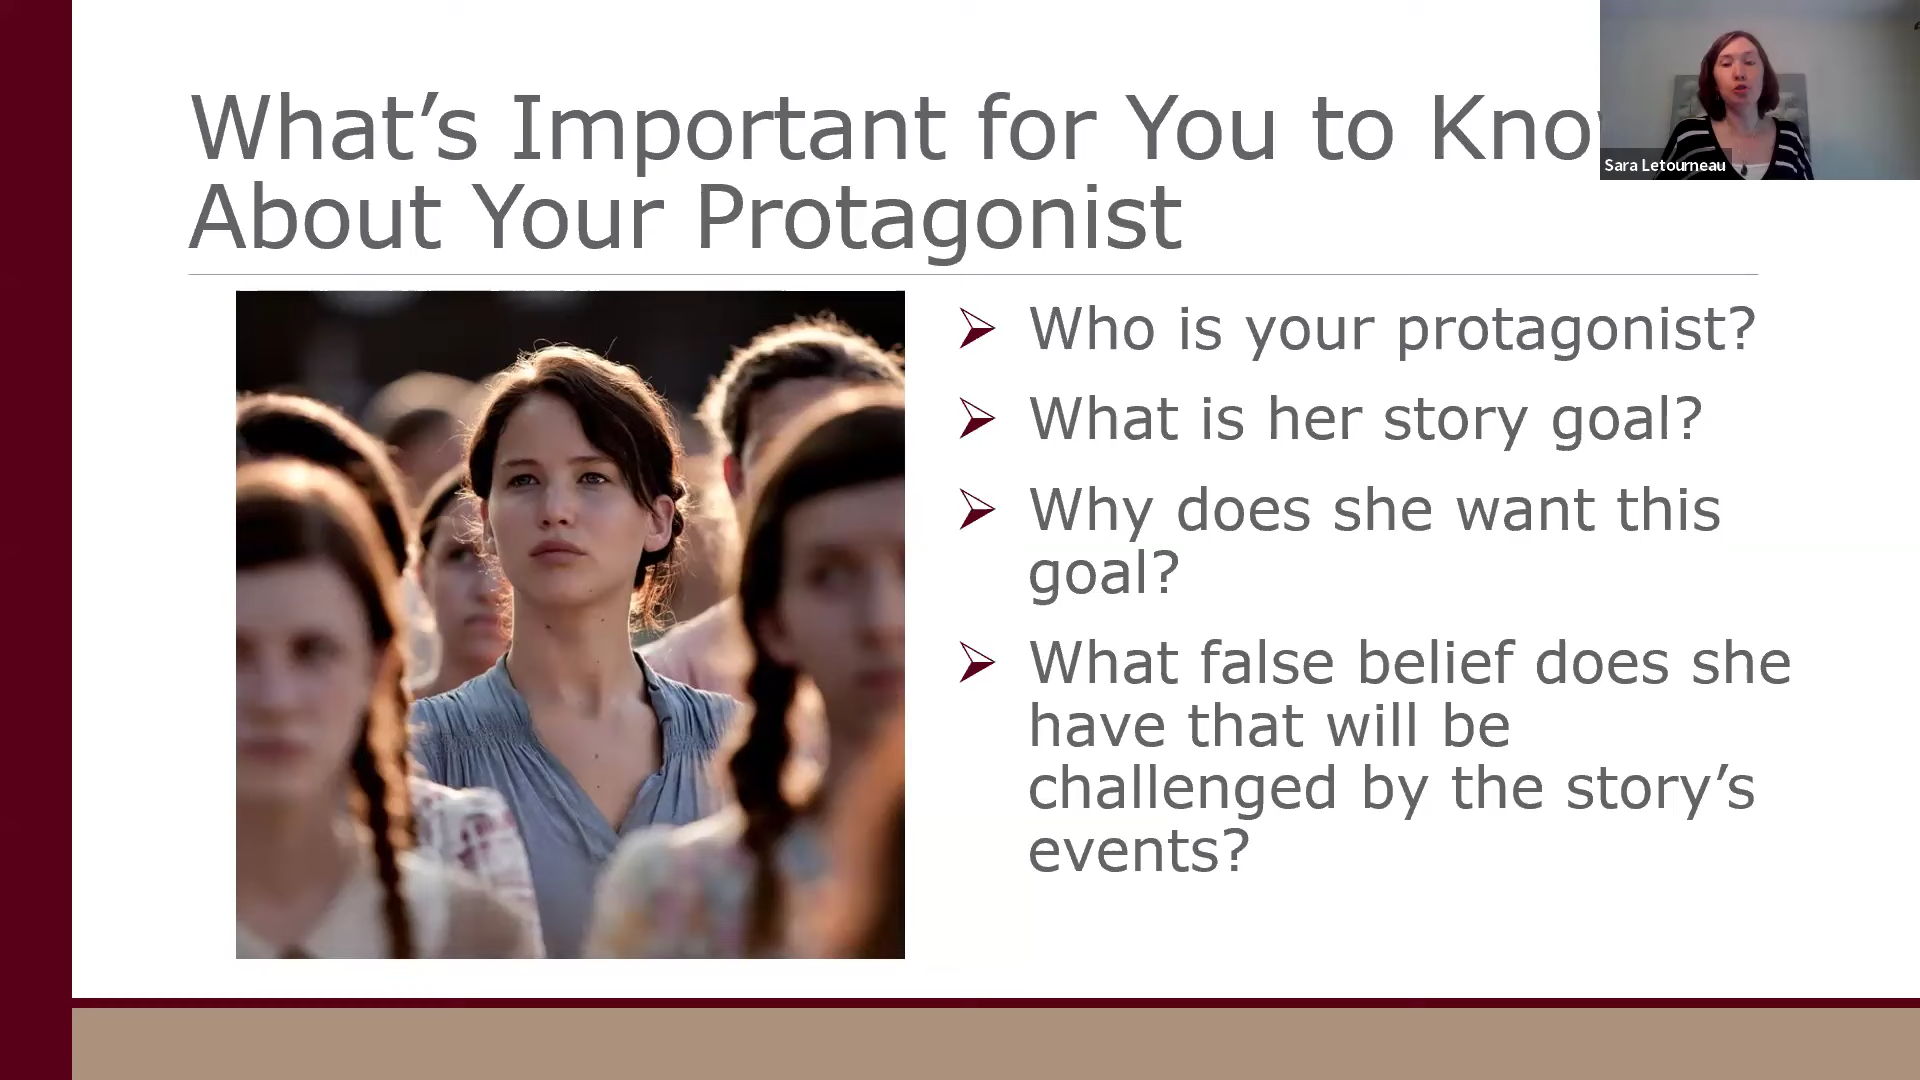 What's Important for You to Kno
About Your Protagonist
Sara Letourneau
Who is your protagonist?
What is her story goal?
Why does she want this
goal?
What false belief does she
have that will be
challenged by the story's
events?